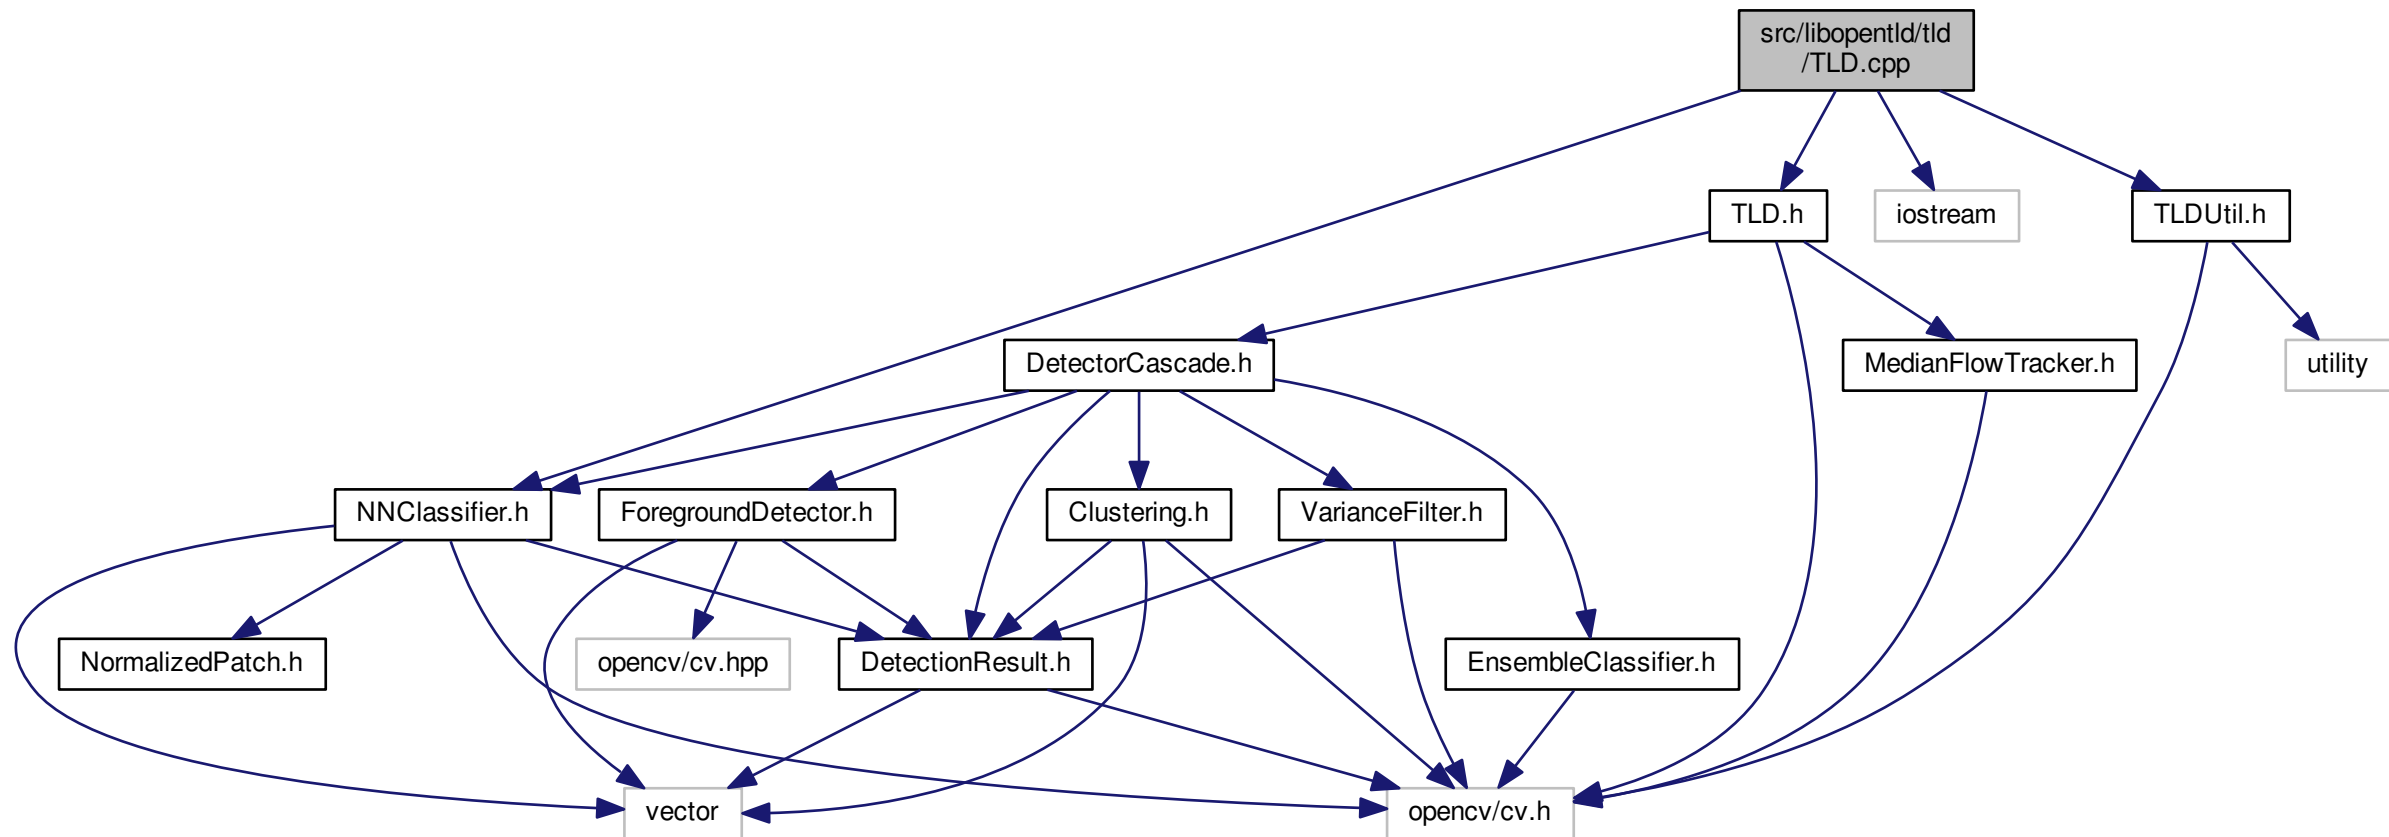 src/libopentld/tld
/TLD.cpp
TLD.h
iostream
TLDUtil.h
DetectorCascade.h
MedianFlowTracker.h
utility
NNClassifier.h
ForegroundDetector.h
Clustering.h
VarianceFilter.h
NormalizedPatch.h
opencv/cv.hpp
DetectionResult.h
EnsembleClassifier.h
vector
opencv/cv.h